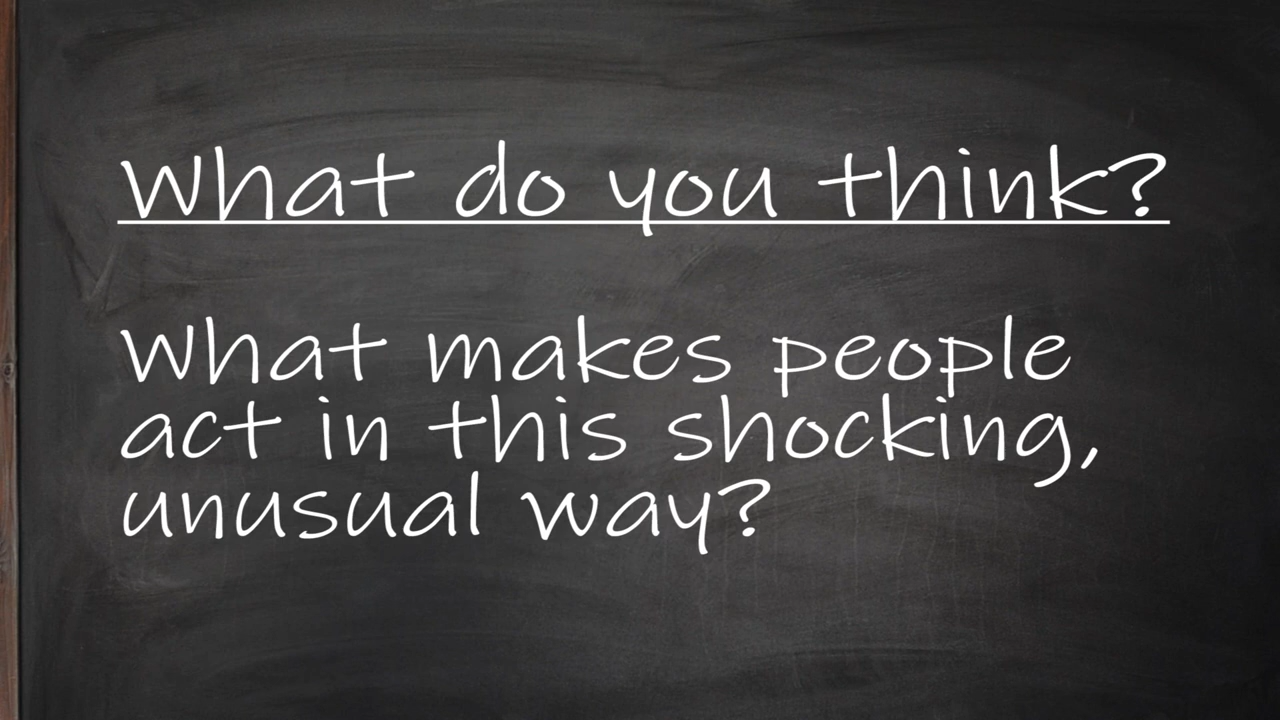 What do you think?
What makes people
act in this shocking,
unusual way?